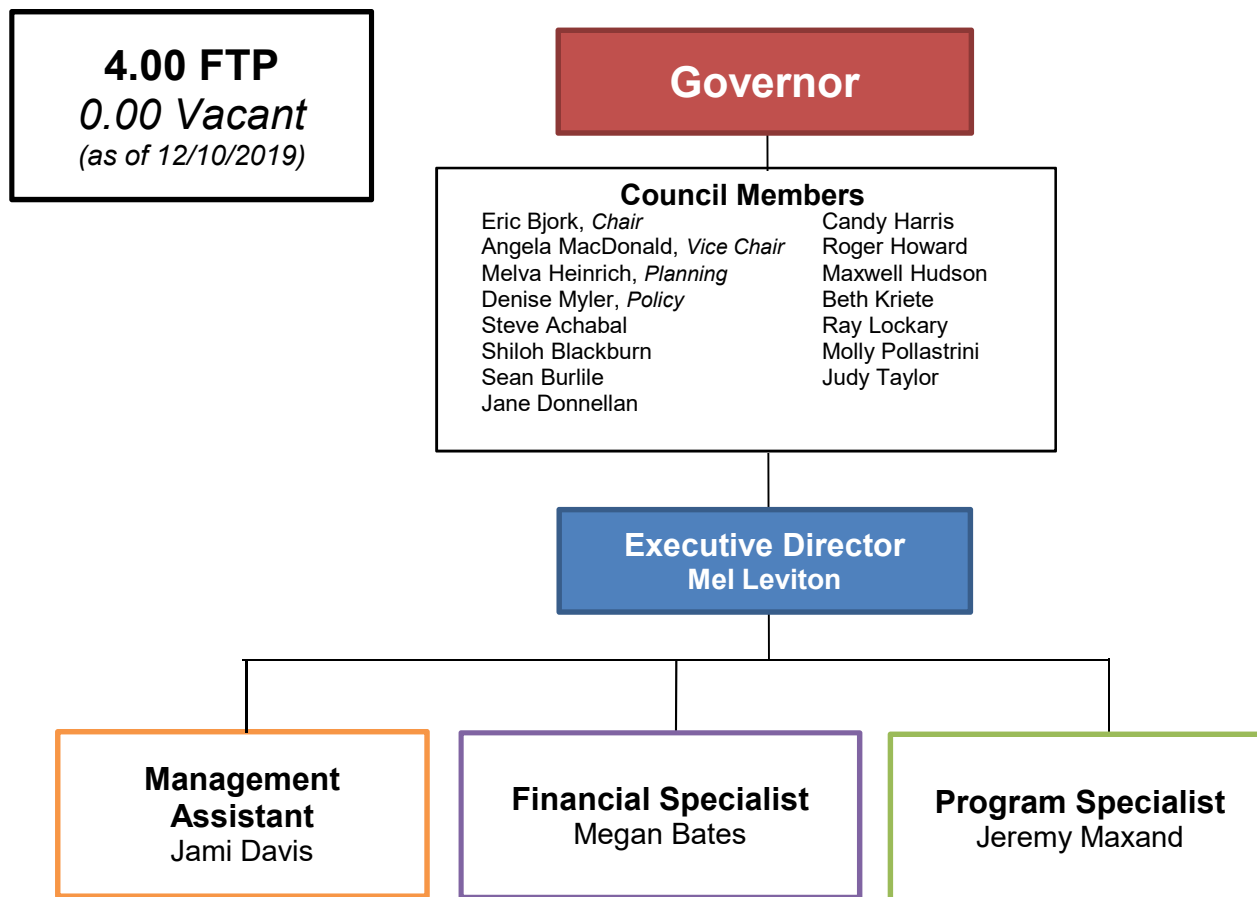 4.00 FTP
0.00 Vacant
(as of 12/10/2019)
Governor
Council Members
Eric Bjork, Chair
Angela MacDonald, Vice Chair
Melva Heinrich, Planning
Denise Myler, Policy
Steve Achabal
Shiloh Blackburn
Sean Burlile
Jane Donnellan
Candy Harris
Roger Howard
Maxwell Hudson
Beth Kriete
Ray Lockary
Molly Pollastrini
Judy Taylor
Executive Director
Mel Leviton
Management
Assistant
Jami Davis
Financial Specialist
Megan Bates
Program Specialist
Jeremy Maxand